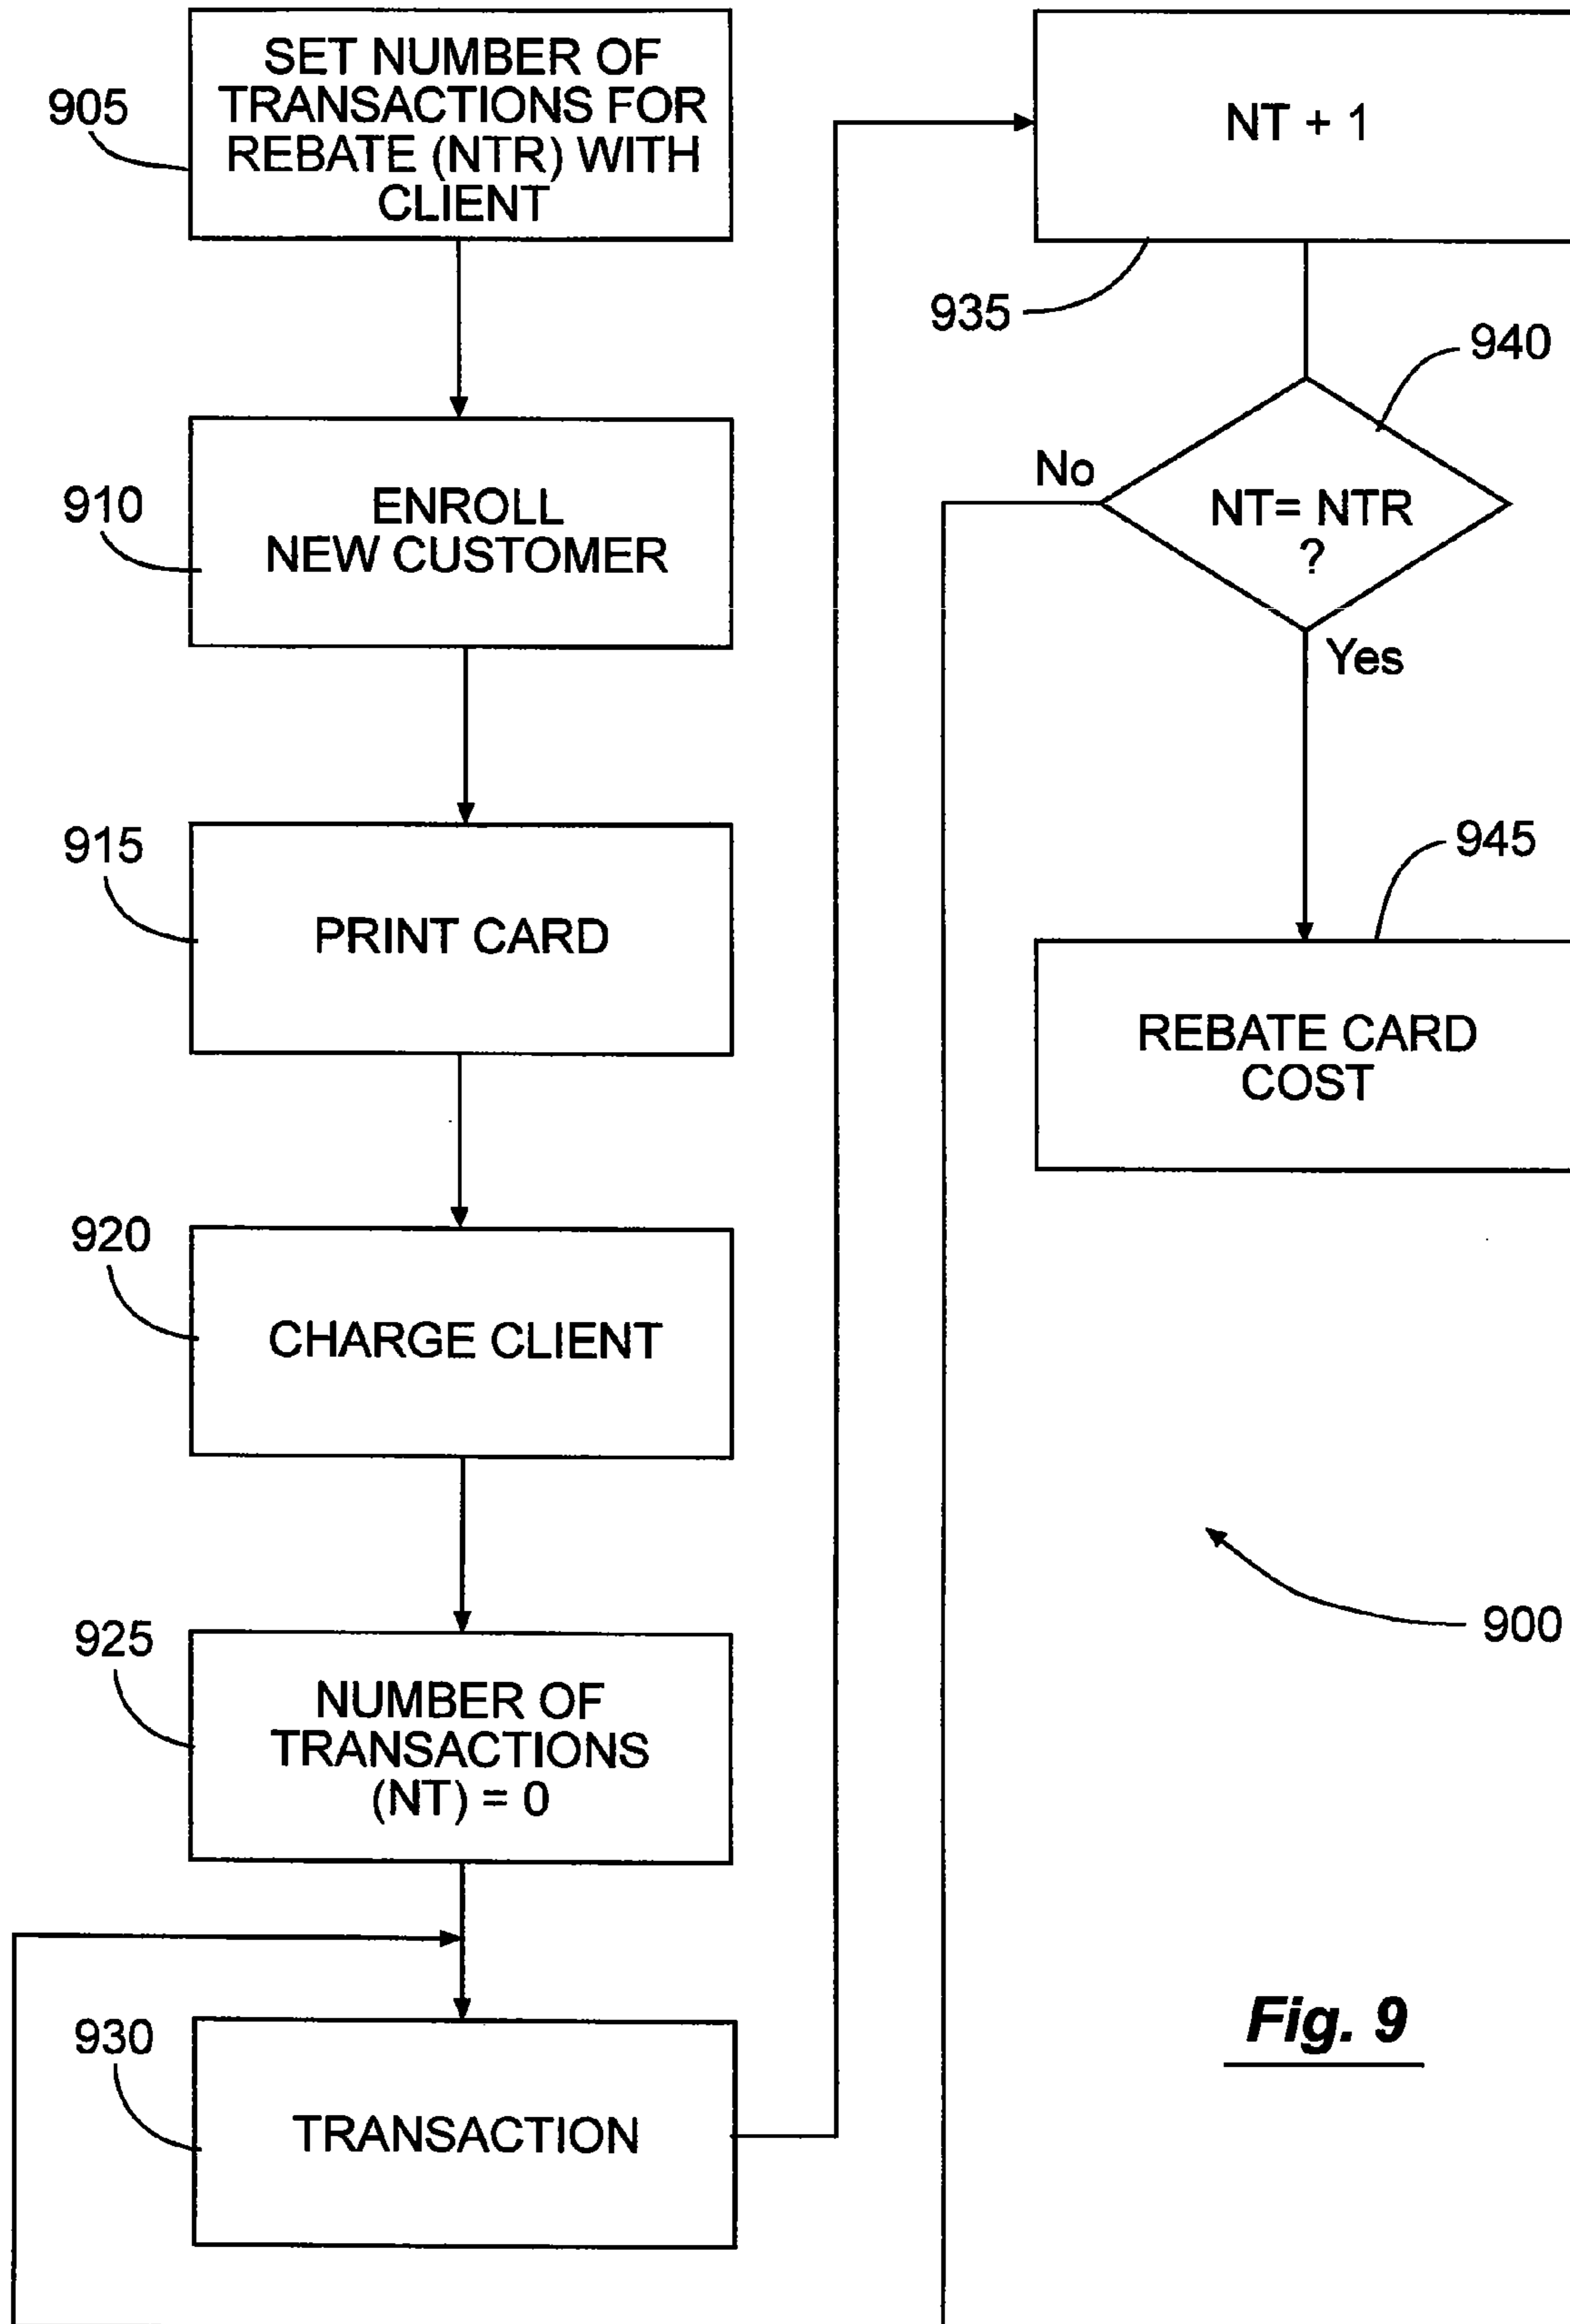 905
SET NUMBER OF
TRANSACTIONS FOR
REBATE (NTR) WITH
CLIENT
910
ENROLL
NEW CUSTOMER
915
PRINT CARD
920
CHARGE CLIENT
925
NUMBER OF
TRANSACTIONS
(NT) = 0
930
TRANSACTION
NT + 1
935
940
No
NT= NTR
?
Yes
945
REBATE CARD
COST
900
Fig. 9